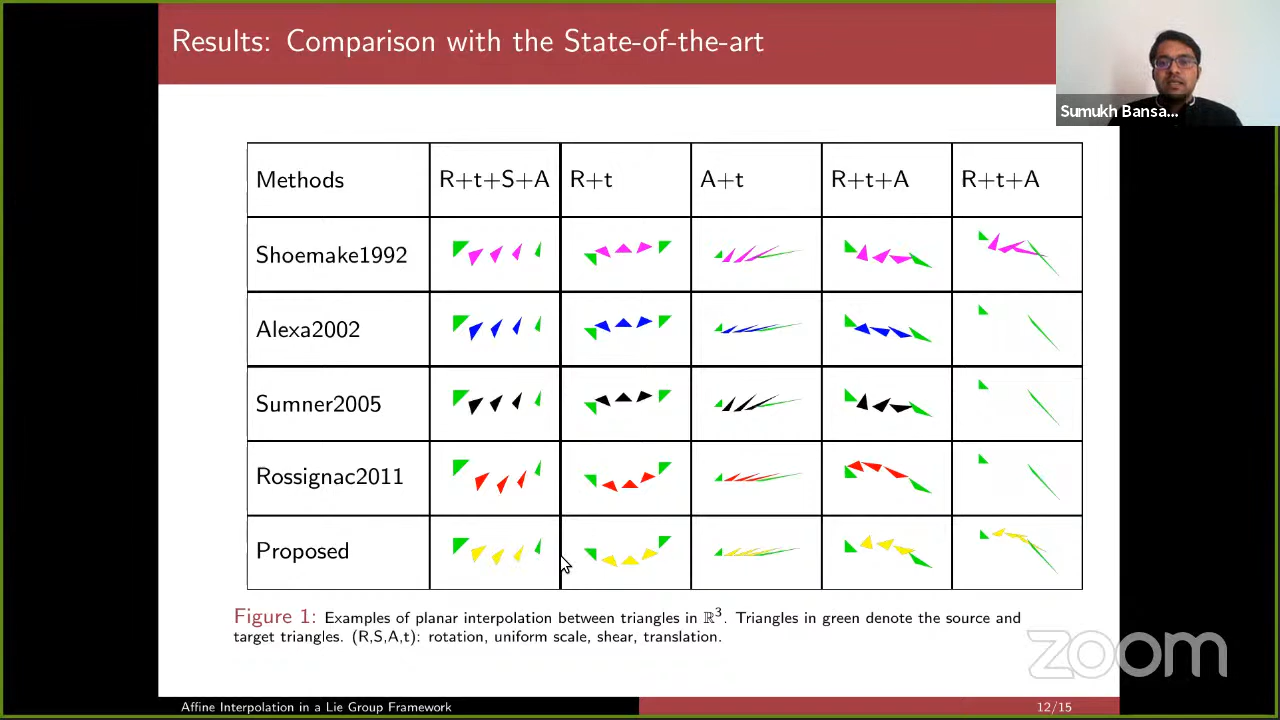 Results: Comparison with the State-of-the-art
Sumukh Bansa...
Methods R+t+S+A R+t A+t R+t+A R+t+A
Shoemake1992
Alexa2002
Sumner2005
Rossignac2011
Proposed
Figure 1: Examples of planar interpolation between triangles in ℝ³. Triangles in green denote the source and
target triangles. (R,S,A,t): rotation, uniform scale, shear, translation.
zoom
Affine Interpolation in a Lie Group Framework 12/15